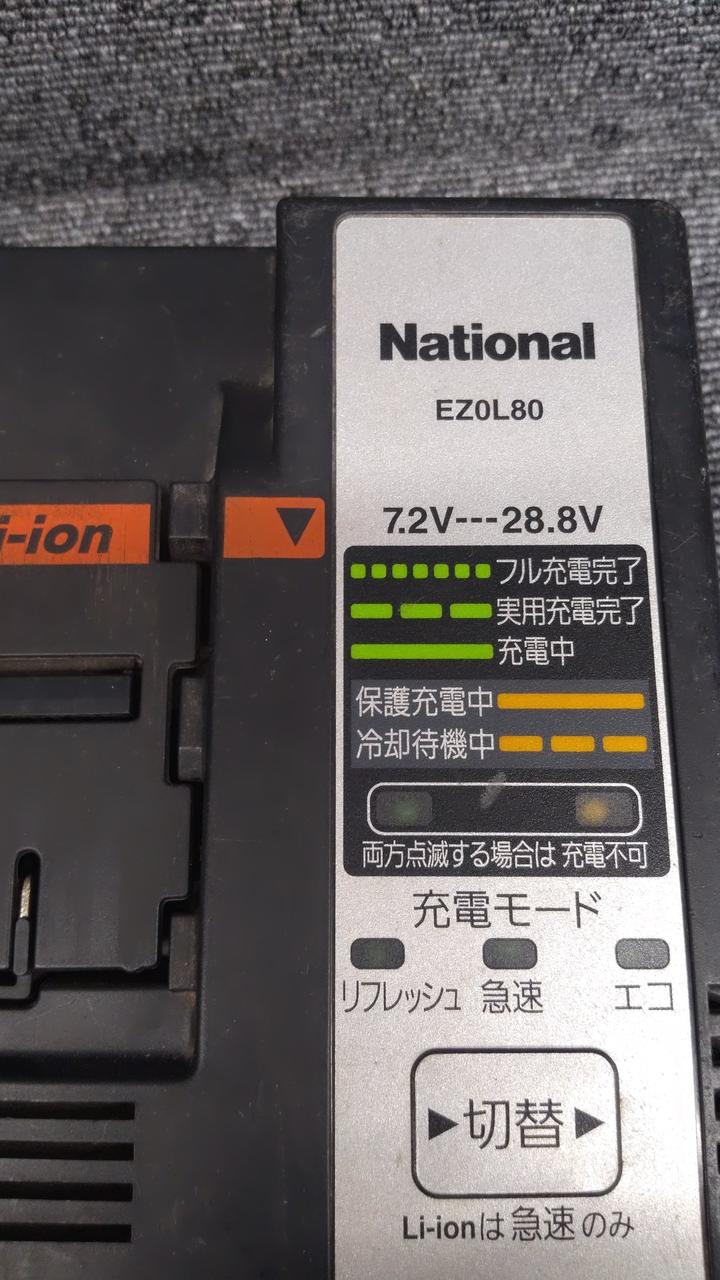 National
EZ0L80
i-ion
7.2V---28.8V
フル充電完了
実用充電完了
充電中
保護充電中
冷却待機中
両方点滅する場合は 充電不可
充電モード
リフレッシュ 急速 エコ
▶切替▶
Li-ionは急速のみ